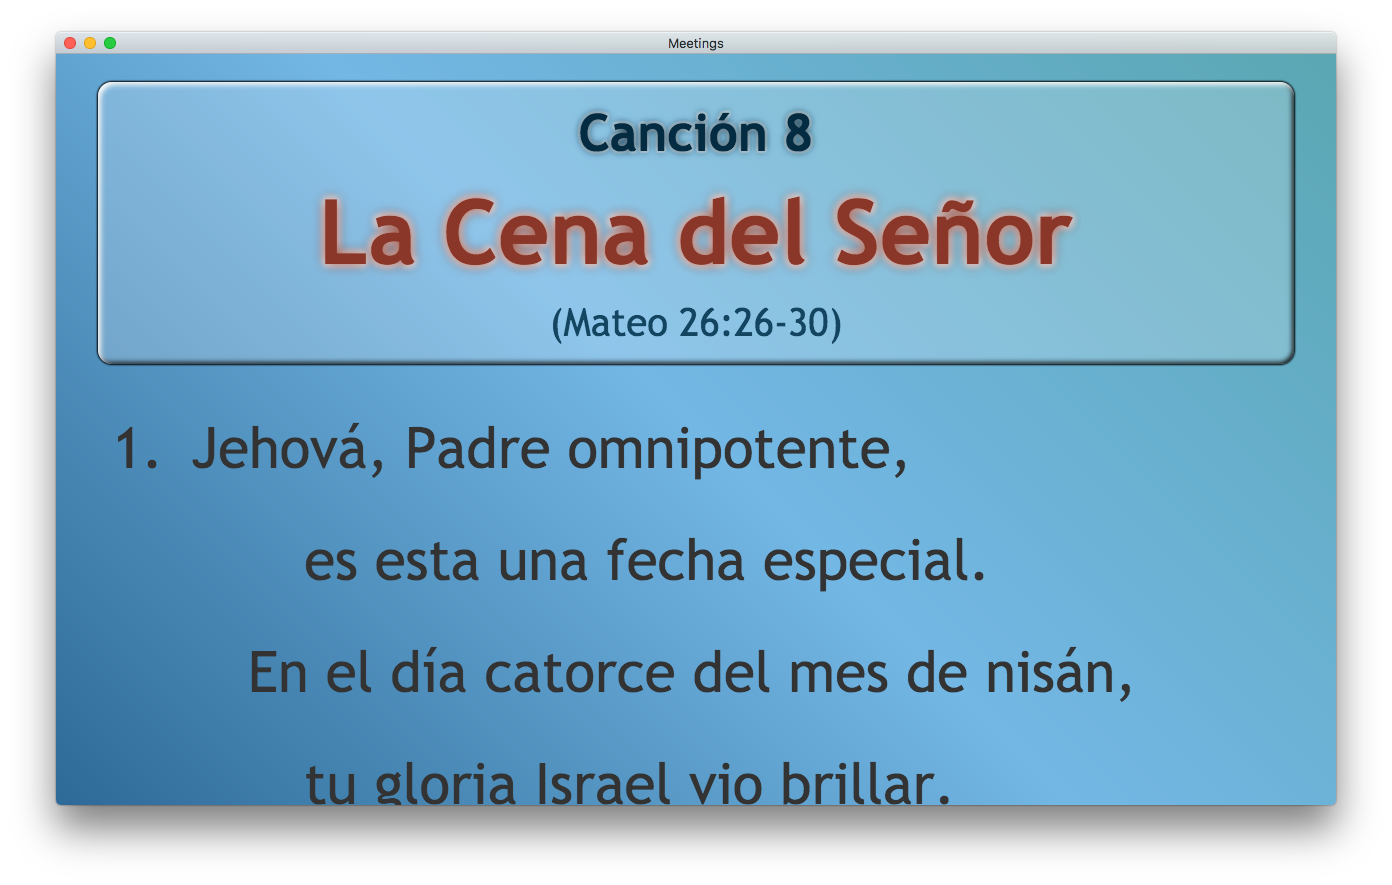 Meetings
Canción 8
La Cena del Señor
(Mateo 26:26-30)
1. Jehová, Padre omnipotente,
es esta una fecha especial.
En el día catorce del mes de nisán,
tu gloria Israel vio brillar.